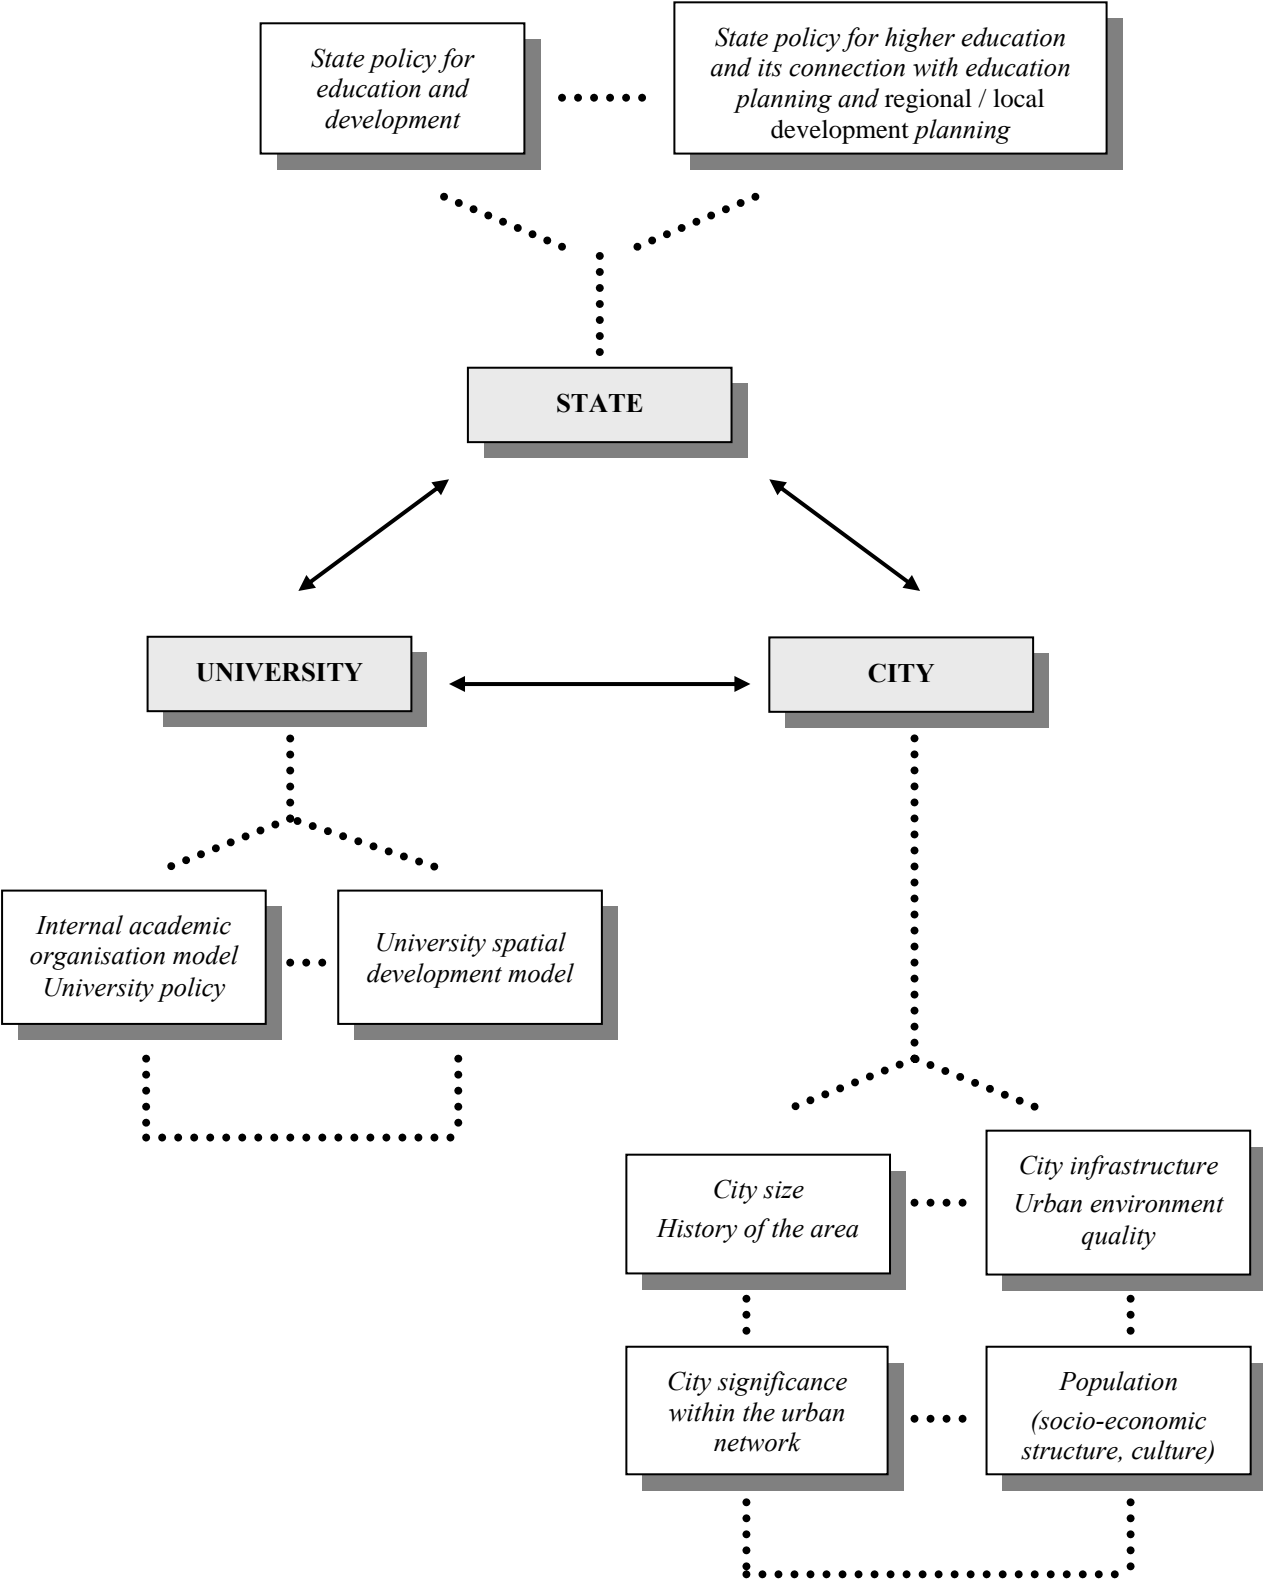 State policy for
education and
development
State policy for higher education
and its connection with education
planning and regional / local
development planning
STATE
UNIVERSITY
CITY
Internal academic
organisation model
University policy
University spatial
development model
City size
History of the area
City infrastructure
Urban environment
quality
City significance
within the urban
network
Population
(socio-economic
structure, culture)